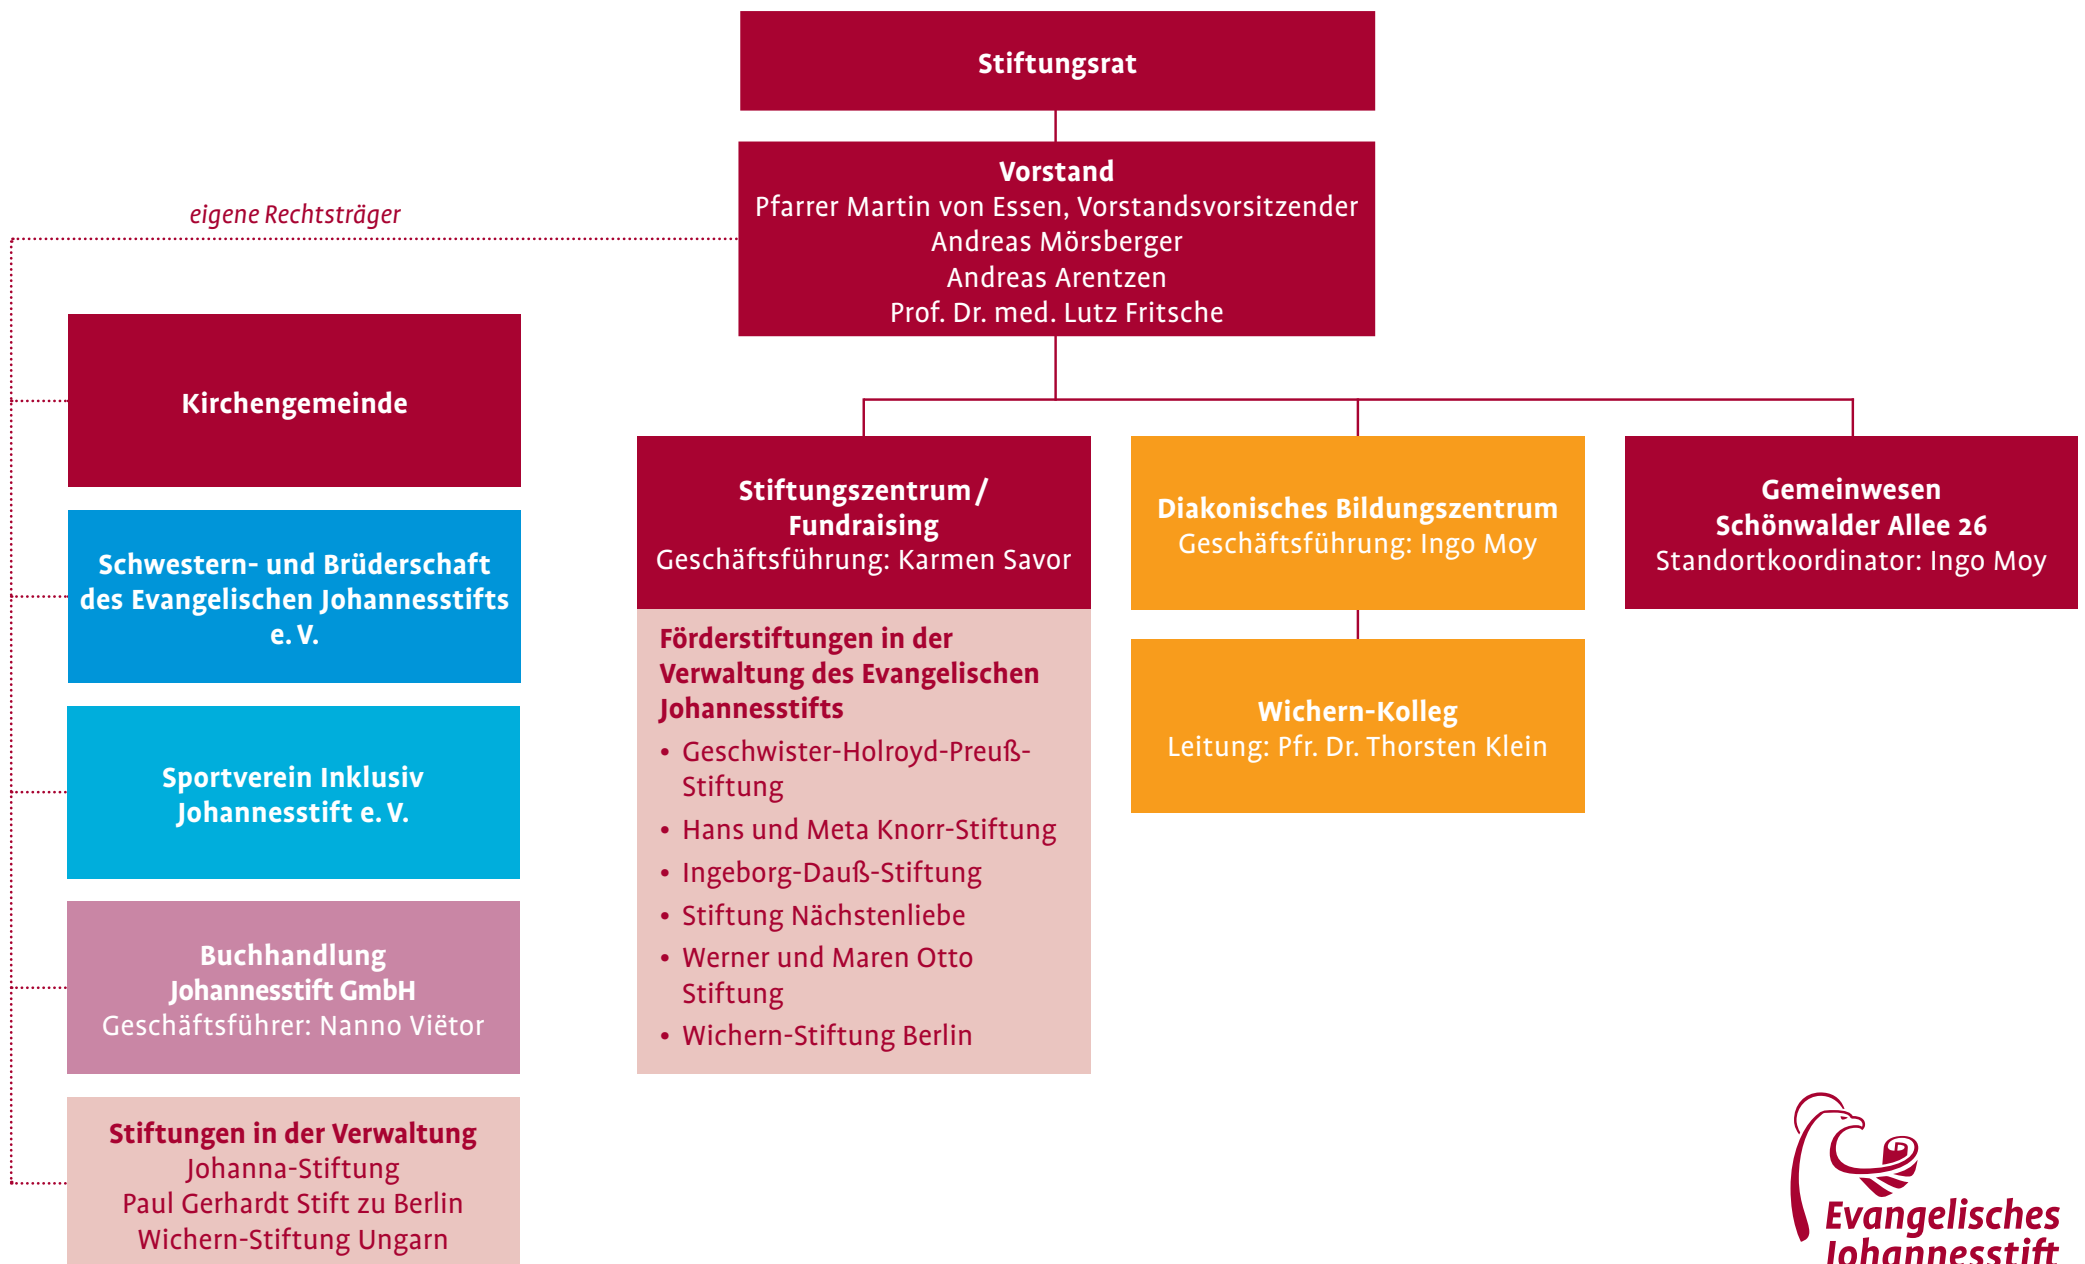 Stiftungsrat
Vorstand
Pfarrer Martin von Essen, Vorstandsvorsitzender
Andreas Mörsberger
Andreas Arentzen
Prof. Dr. med. Lutz Fritsche
eigene Rechtsträger
Kirchengemeinde
Schwestern- und Brüderschaft
des Evangelischen Johannesstifts
e. V.
Sportverein Inklusiv
Johannesstift e. V.
Buchhandlung
Johannesstift GmbH
Geschäftsführer: Nanno Viëtor
Stiftungen in der Verwaltung
Johanna-Stiftung
Paul Gerhardt Stift zu Berlin
Wichern-Stiftung Ungarn
Stiftungszentrum /
Fundraising
Geschäftsführung: Karmen Savor
Förderstiftungen in der
Verwaltung des Evangelischen
Johannesstifts
• Geschwister-Holroyd-Preuß-
Stiftung
• Hans und Meta Knorr-Stiftung
• Ingeborg-Dauß-Stiftung
• Stiftung Nächstenliebe
• Werner und Maren Otto
Stiftung
• Wichern-Stiftung Berlin
Diakonisches Bildungszentrum
Geschäftsführung: Ingo Moy
Wichern-Kolleg
Leitung: Pfr. Dr. Thorsten Klein
Gemeinwesen
Schönwalder Allee 26
Standortkoordinator: Ingo Moy
Evangelisches
Johannesstift